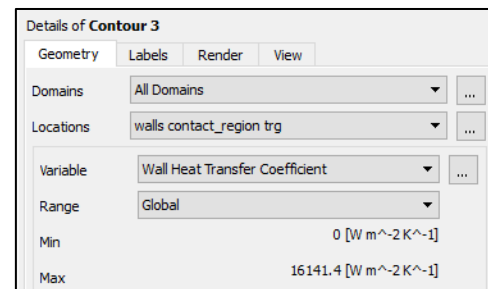 Details of Contour 3
Geometry Labels Render View
Domains All Domains ...
Locations walls contact_region trg ...
Variable Wall Heat Transfer Coefficient ...
Range Global
Min 0 [W m^-2 K^-1]
Max 16141.4 [W m^-2 K^-1]